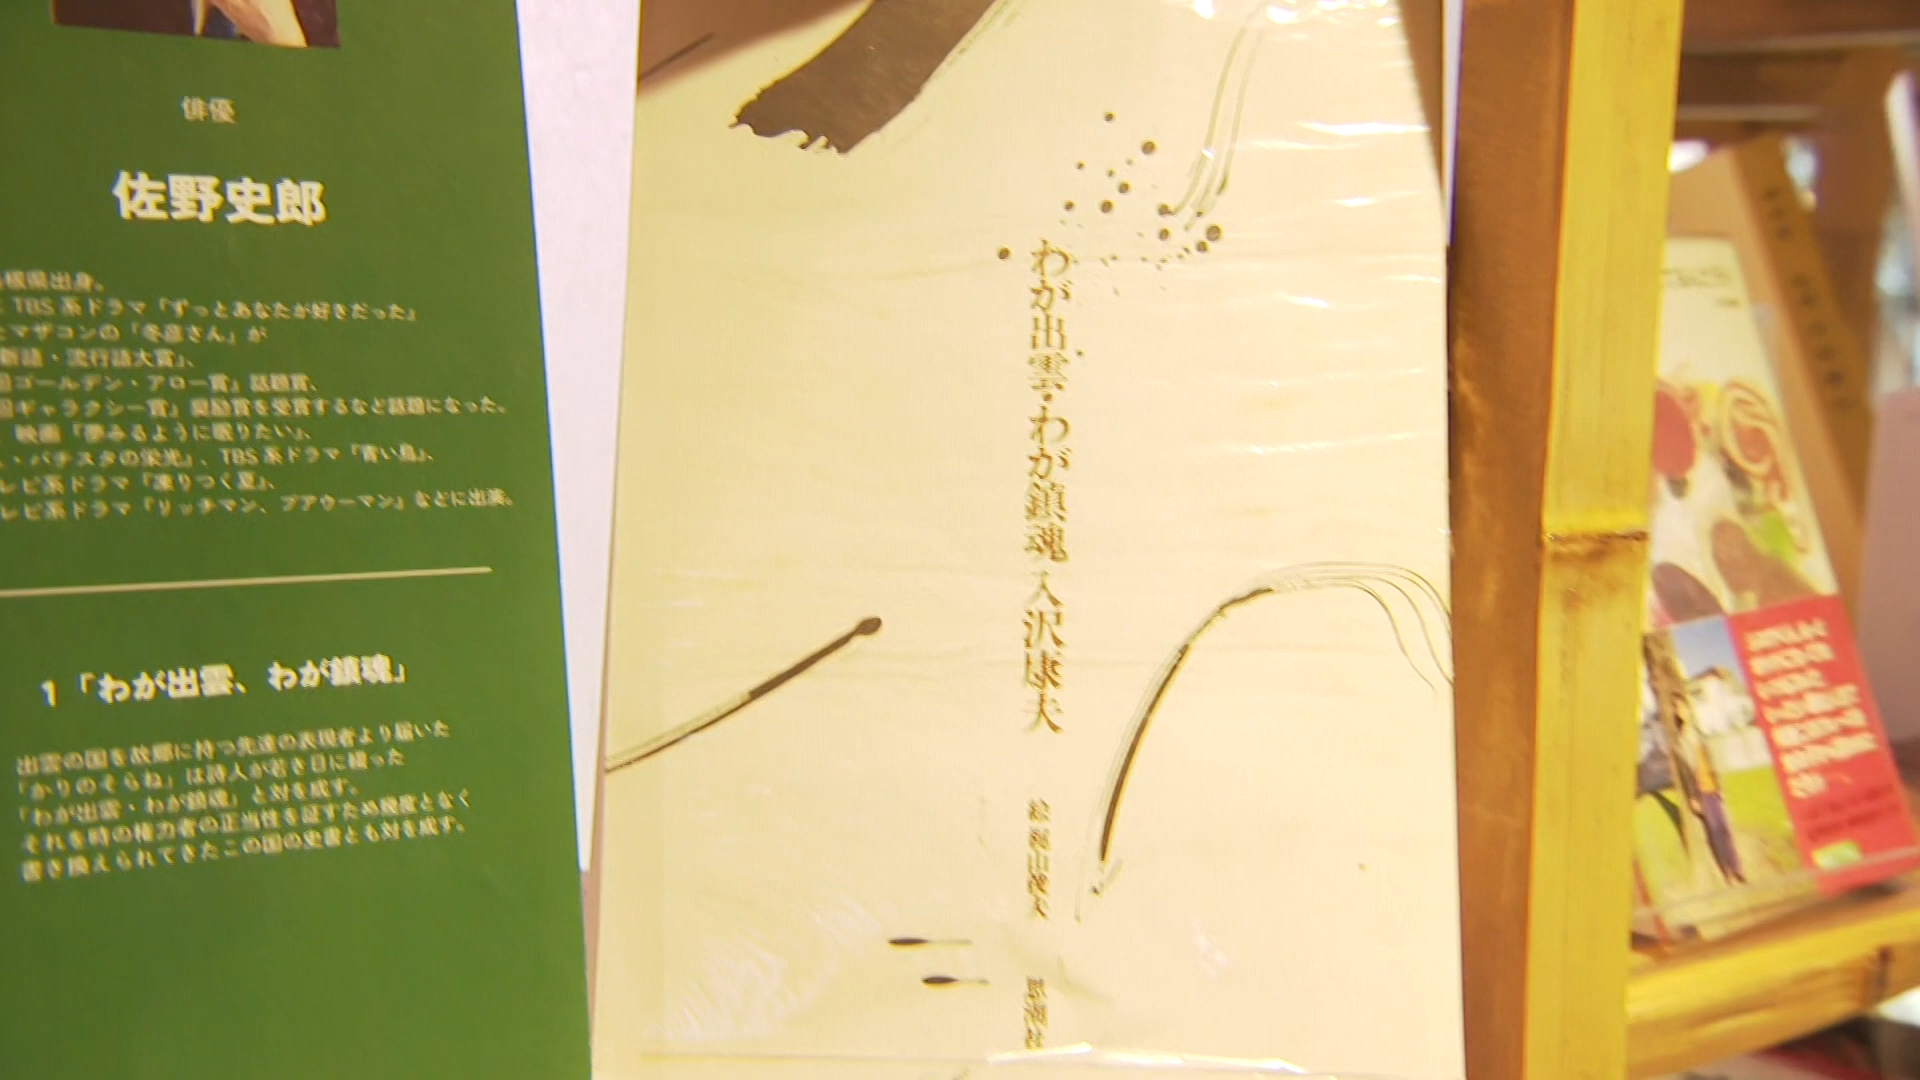 俳優
佐野史郎
根県出身。
TBS系ドラマ「ずっとあなたが好きだった」
マザコンの「冬彦さん」が
新語・流行語大賞」、
ゴールデン・アロー賞」話題賞、
ギャラクシー賞」奨励賞を受賞するなど話題になった。
映画「夢みるように眠りたい」、
・バチスタの栄光」、TBS系ドラマ「青い鳥」、
レビ系ドラマ「凍りつく夏」、
レビ系ドラマ「リッチマン、プアウーマン」などに出演。
1「わが出雲、わが鎮魂」
出雲の国を故郷に持つ先達の表現者より届いた
「かりのそらね」は詩人が若き日に綴った
「わが出雲・わが鎮魂」と対を成す。
それを時の権力者の正当性を証すため幾度となく
書き換えられてきたこの国の史書とも対を成す。
わが出雲・わが鎮魂 入沢康夫
絵 梶山俊夫
思潮社